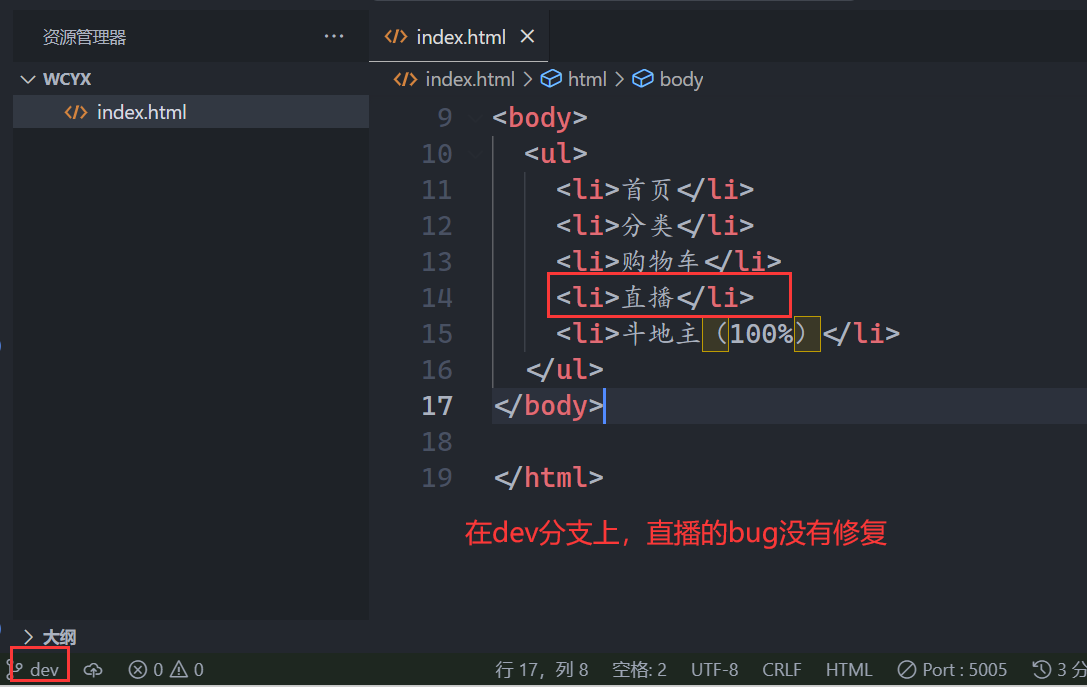 资源管理器 ···
WCYX
index.html
index.html
index.html > html > body
9 <body>
10 <ul>
11 <li>首页</li>
12 <li>分类</li>
13 <li>购物车</li>
14 <li>直播</li>
15 <li>斗地主（100%）</li>
16 </ul>
17 </body>
18
19 </html>
在dev分支上，直播的bug没有修复
大纲
dev 0 0 行 17，列 8 空格: 2 UTF-8 CRLF HTML Port : 5005 3 分